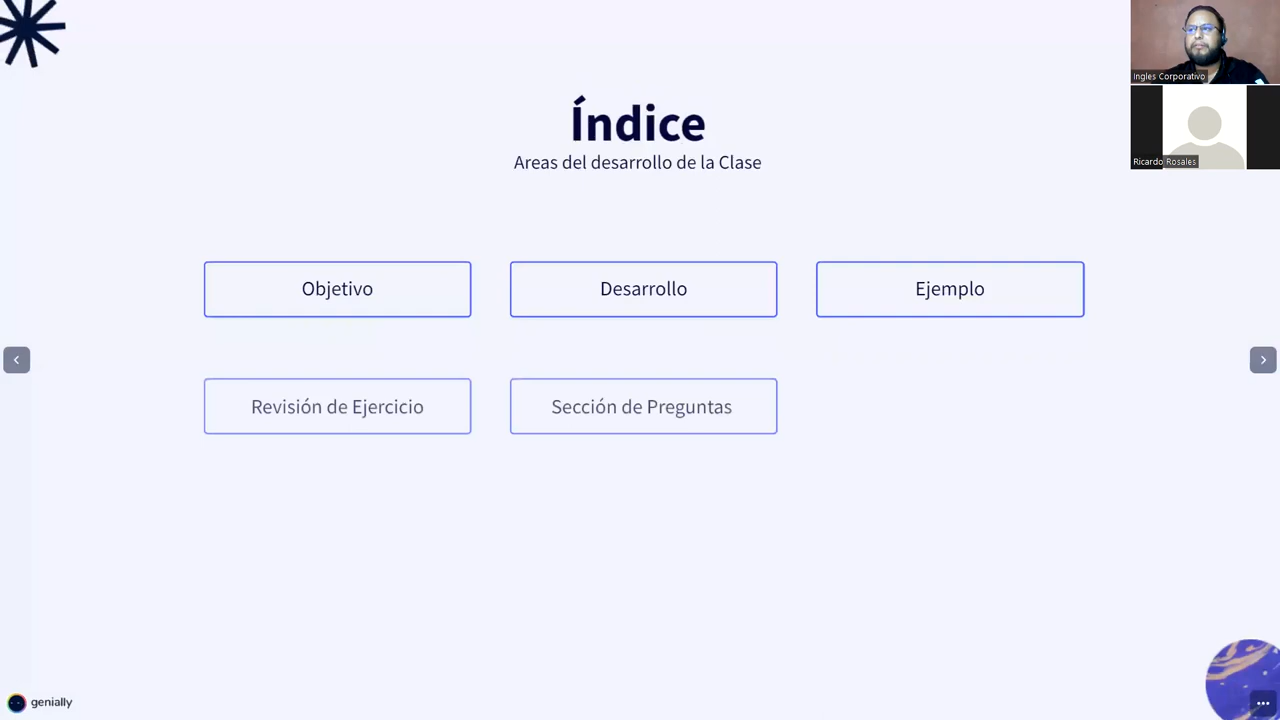 Índice
Areas del desarrollo de la Clase
Objetivo
Desarrollo
Ejemplo
Revisión de Ejercicio
Sección de Preguntas
Ingles Corporativo
Ricardo Rosales
genially